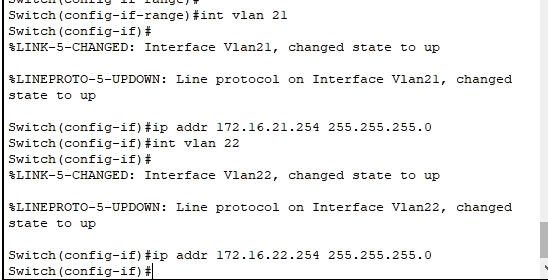 Switch(config-if-range)#
Switch(config-if-range)#int vlan 21
Switch(config-if)#
%LINK-5-CHANGED: Interface Vlan21, changed state to up
%LINEPROTO-5-UPDOWN: Line protocol on Interface Vlan21, changed
state to up
Switch(config-if)#ip addr 172.16.21.254 255.255.255.0
Switch(config-if)#int vlan 22
Switch(config-if)#
%LINK-5-CHANGED: Interface Vlan22, changed state to up
%LINEPROTO-5-UPDOWN: Line protocol on Interface Vlan22, changed
state to up
Switch(config-if)#ip addr 172.16.22.254 255.255.255.0
Switch(config-if)#